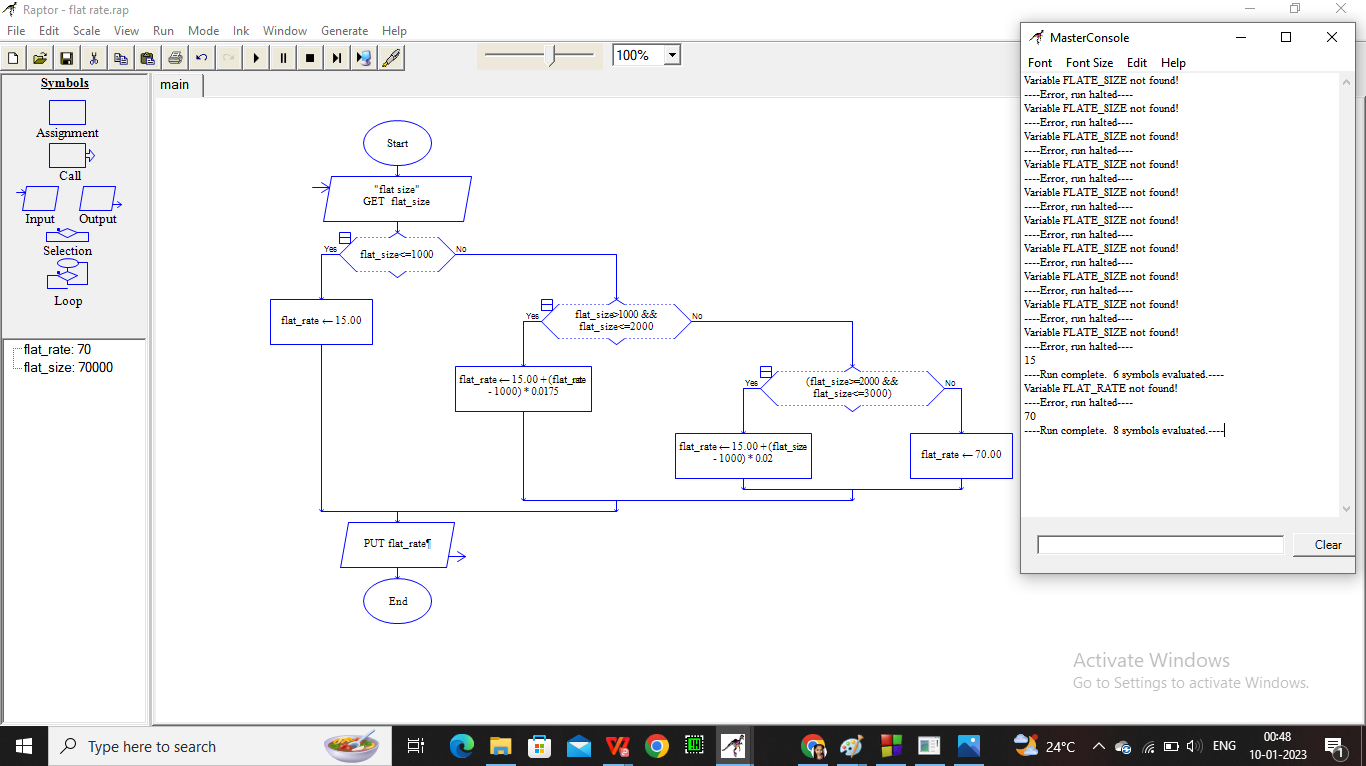 Raptor - flat rate.rap
File Edit Scale View Run Mode Ink Window Generate Help
100%
Symbols
Assignment
Call
Input Output
Selection
Loop
flat_rate: 70
flat_size: 70000
main
Start
"flat size"
GET flat_size
Yes
No
flat_size<=1000
flat_rate ← 15.00
Yes
No
flat_size>1000 &&
flat_size<=2000
flat_rate ← 15.00 + (flat_rate
- 1000) * 0.0175
Yes
No
(flat_size>=2000 &&
flat_size<=3000)
flat_rate ← 15.00 + (flat_size
- 1000) * 0.02
flat_rate ← 70.00
PUT flat_rate¶
End
MasterConsole
Font Font Size Edit Help
Variable FLATE_SIZE not found!
----Error, run halted----
Variable FLATE_SIZE not found!
----Error, run halted----
Variable FLATE_SIZE not found!
----Error, run halted----
Variable FLATE_SIZE not found!
----Error, run halted----
Variable FLATE_SIZE not found!
----Error, run halted----
Variable FLATE_SIZE not found!
----Error, run halted----
Variable FLATE_SIZE not found!
----Error, run halted----
Variable FLATE_SIZE not found!
----Error, run halted----
Variable FLATE_SIZE not found!
----Error, run halted----
Variable FLATE_SIZE not found!
----Error, run halted----
15
----Run complete. 6 symbols evaluated.----
Variable FLAT_RATE not found!
----Error, run halted----
70
----Run complete. 8 symbols evaluated.----
Clear
Activate Windows
Go to Settings to activate Windows.
Type here to search
24°C
ENG
00:48
10-01-2023
1